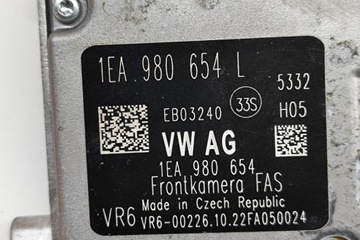 1EA 980 654 L
5332
EB03240
33S
H05
VW AG
1EA 980 654
Frontkamera FAS
Made in Czech Republic
VR6 VR6-00226.10.22FA050024